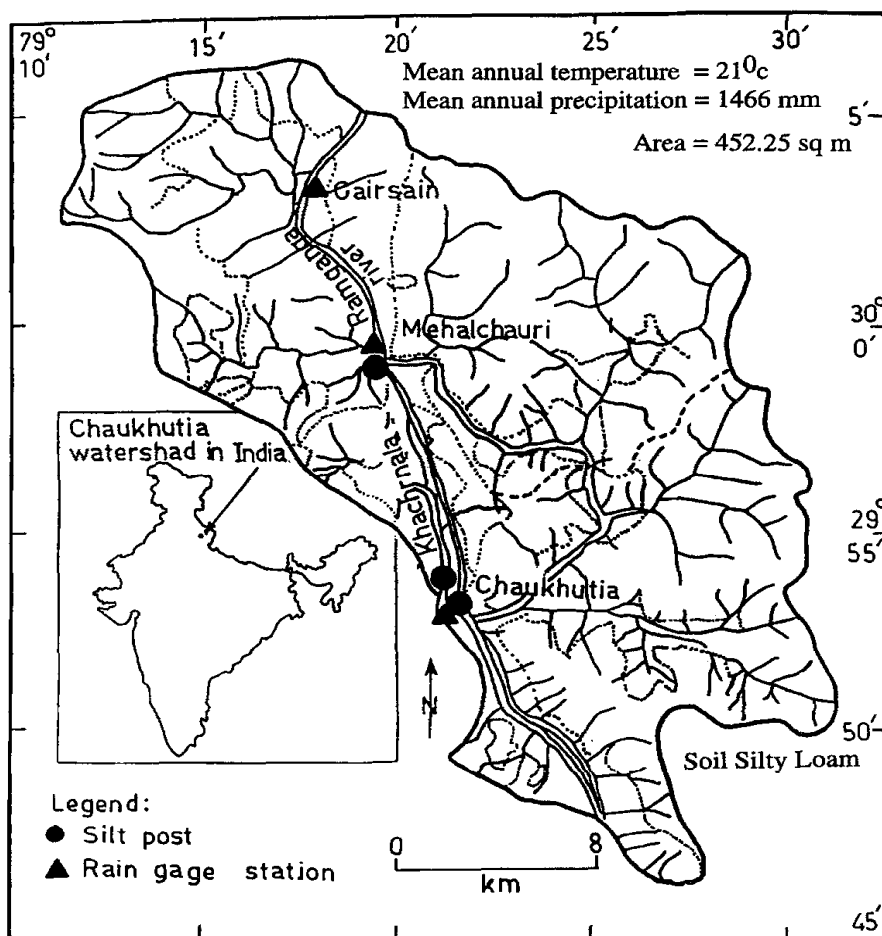 79°
10′
15′
20′
25′
30′
Mean annual temperature = 21⁰c
Mean annual precipitation = 1466 mm
5′
Area = 452.25 sq m
Gairsain
Ramganga
river
Mehalchauri
30°
0′
Chaukhutia
watershad in India
Khachrnala
29°
55′
Chaukhutia
N
50′
Soil Silty Loam
Legend:
Silt post
Rain gage station
0 8
km
45′